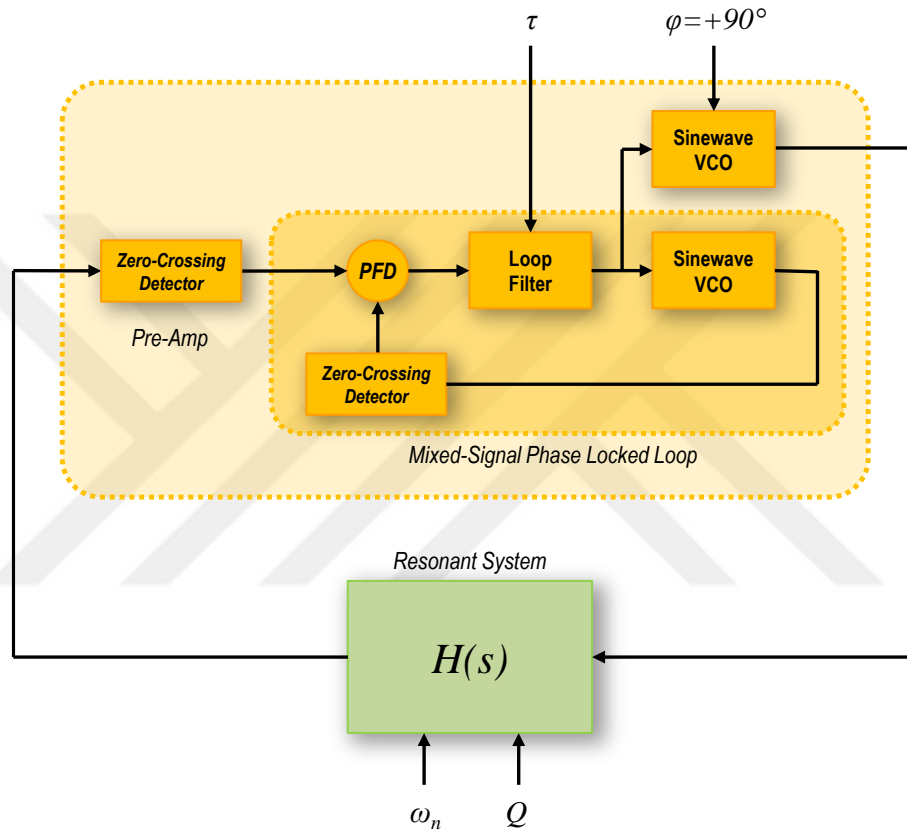 τ
φ=+90°
Sinewave
VCO
Zero-Crossing
Detector
PFD
Loop
Filter
Sinewave
VCO
Pre-Amp
Zero-Crossing
Detector
Mixed-Signal Phase Locked Loop
Resonant System
H(s)
ωn
Q